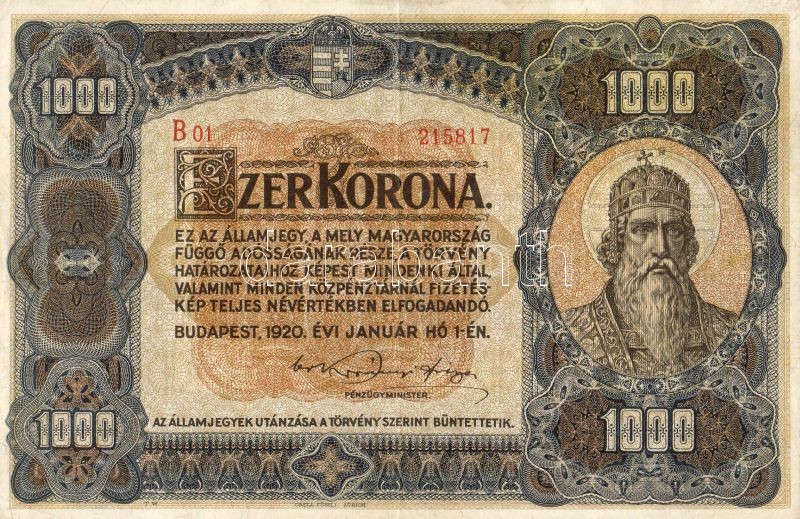 1000
1000
B 01 215817
EZER KORONA.
EZ AZ ÁLLAMJEGY, A MELY MAGYARORSZÁG
FÜGGŐ ADÓSSÁGÁNAK RÉSZE, A TÖRVÉNY
HATÁROZATAIHOZ KÉPEST MINDENKI ÁLTAL,
VALAMINT MINDEN KÖZPÉNZTÁRNÁL FIZETÉS-
KÉP TELJES NÉVÉRTÉKBEN ELFOGADANDÓ.
BUDAPEST, 1920. ÉVI JANUÁR HÓ 1-ÉN.
PÉNZÜGYMINISTER.
AZ ÁLLAMJEGYEK UTÁNZÁSA A TÖRVÉNY SZERINT BÜNTETTETIK.
1000
1000
T. W.
ORELL FÜSSLI, ZÜRICH